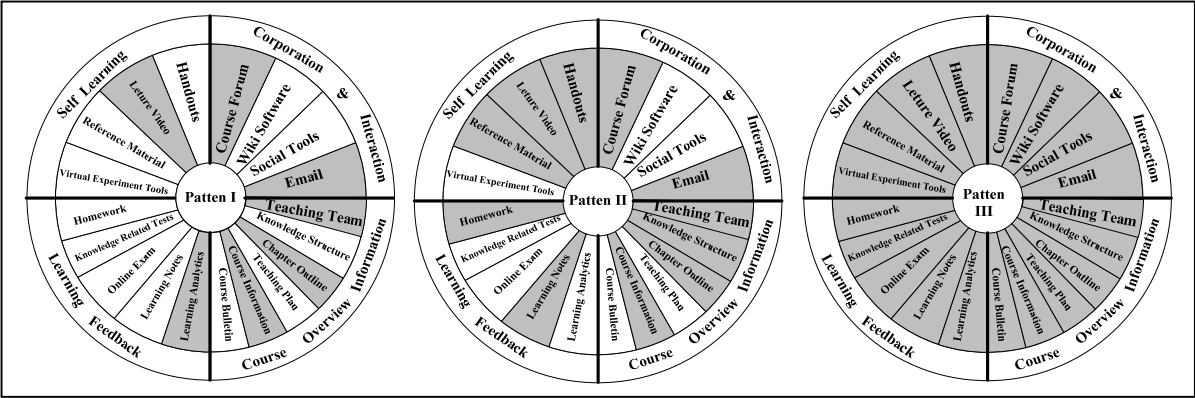 Self Learning
Corporation & Interaction
Course Overview Information
Learning Feedback
Patten I
Handouts
Leture Video
Reference Material
Virtual Experiment Tools
Course Forum
Wiki Software
Social Tools
Email
Teaching Team
Knowledge Structure
Chapter Outline
Teaching Plan
Course Information
Course Bulletin
Learning Analytics
Learning Notes
Online Exam
Knowledge Related Tests
Homework
Self Learning
Corporation & Interaction
Course Overview Information
Learning Feedback
Patten II
Handouts
Leture Video
Reference Material
Virtual Experiment Tools
Course Forum
Wiki Software
Social Tools
Email
Teaching Team
Knowledge Structure
Chapter Outline
Teaching Plan
Course Information
Course Bulletin
Learning Analytics
Learning Notes
Online Exam
Knowledge Related Tests
Homework
Self Learning
Corporation & Interaction
Course Overview Information
Learning Feedback
Patten
III
Handouts
Leture Video
Reference Material
Virtual Experiment Tools
Course Forum
Wiki Software
Social Tools
Email
Teaching Team
Knowledge Structure
Chapter Outline
Teaching Plan
Course Information
Course Bulletin
Learning Analytics
Learning Notes
Online Exam
Knowledge Related Tests
Homework